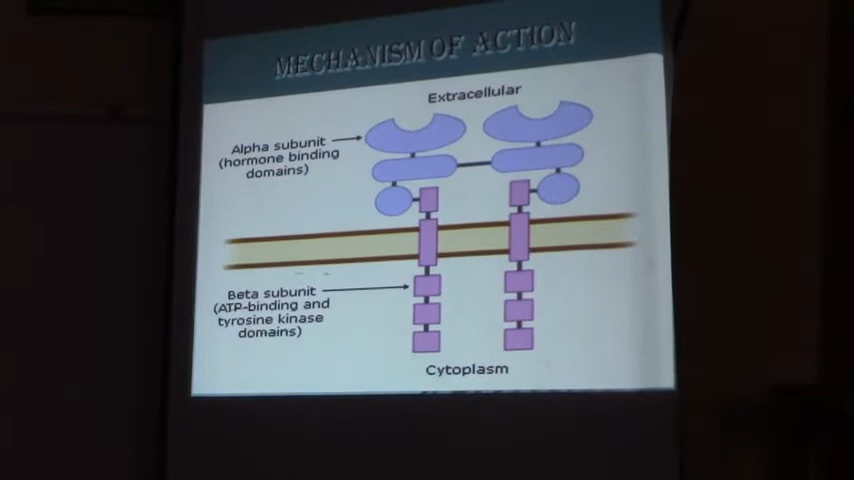 MECHANISM OF ACTION
Extracellular
Alpha subunit
(hormone binding
domains)
Beta subunit
(ATP-binding and
tyrosine kinase
domains)
Cytoplasm